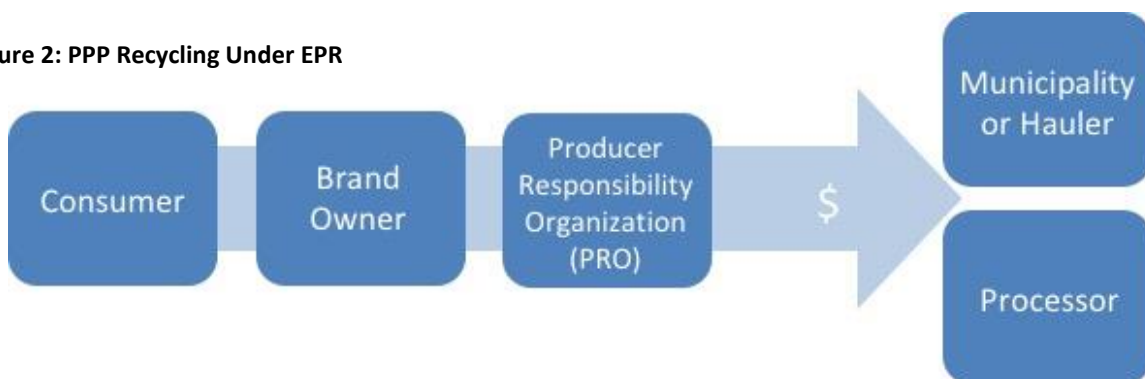 ure 2: PPP Recycling Under EPR
Consumer
Brand
Owner
Producer
Responsibility
Organization
(PRO)
$
Municipality
or Hauler
Processor